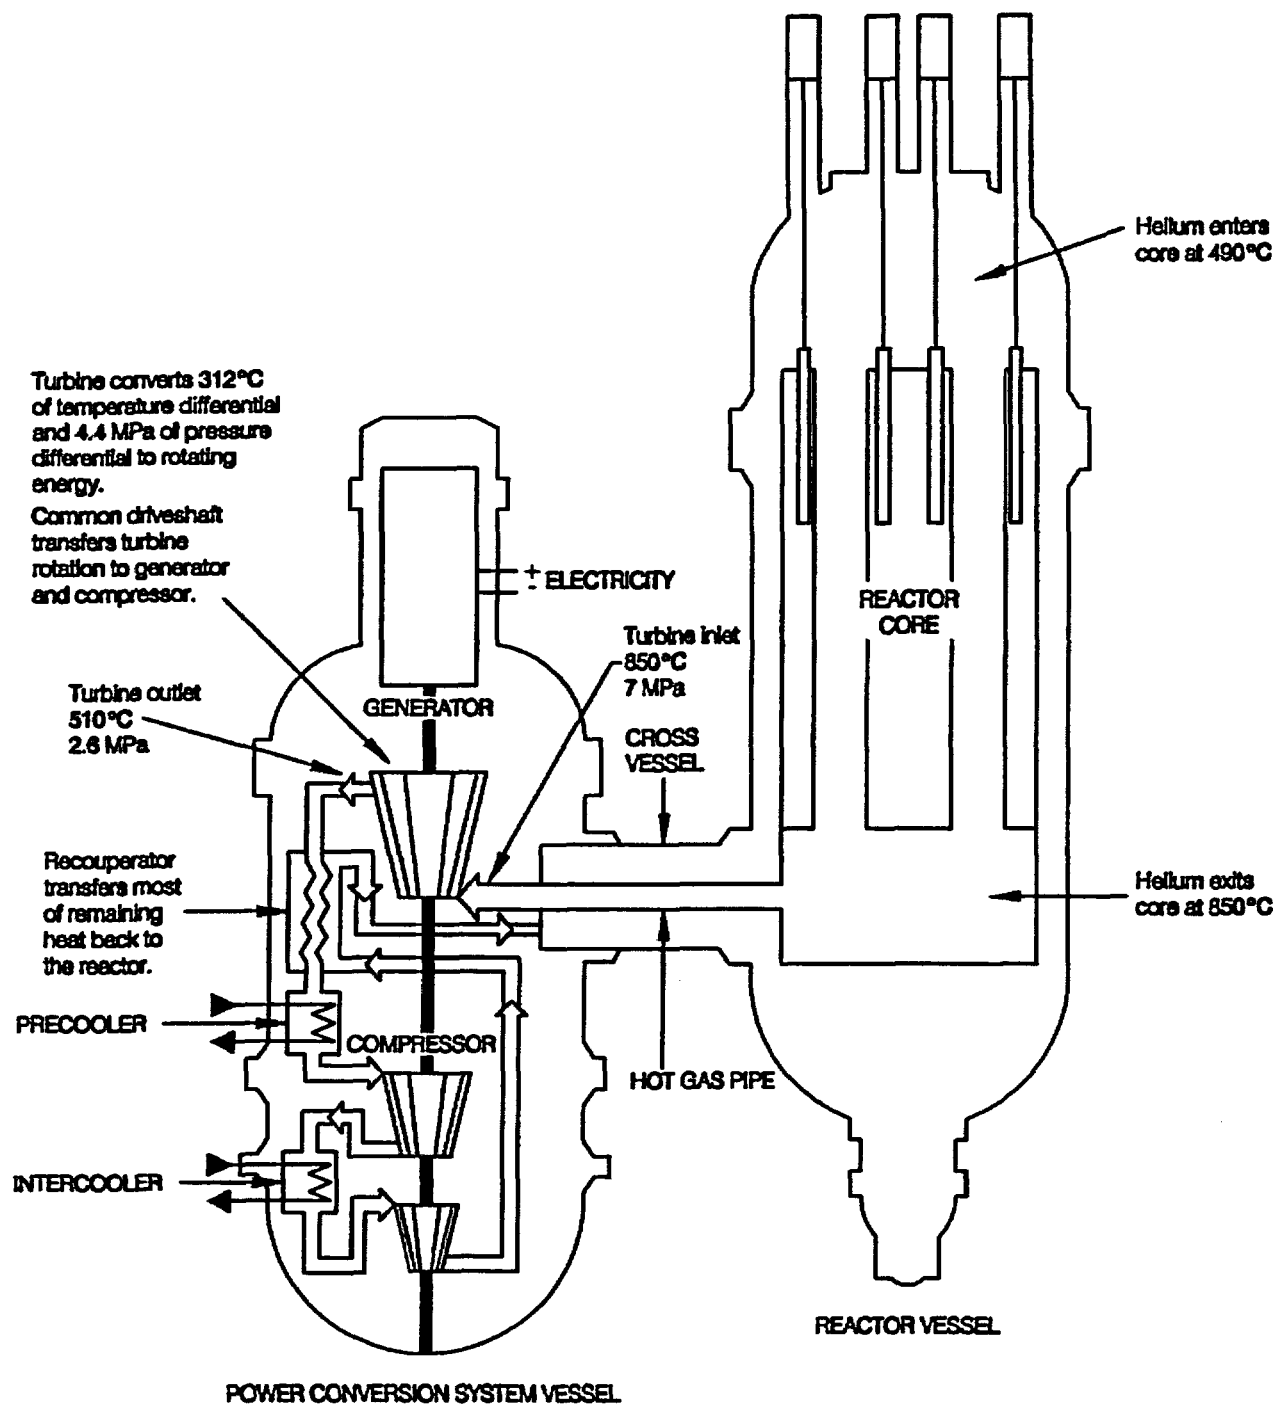 Helium enters
core at 490°C
Turbine converts 312°C
of temperature differential
and 4.4 MPa of pressure
differential to rotating
energy.
Common driveshaft
transfers turbine
rotation to generator
and compressor.
+
- ELECTRICITY
REACTOR
CORE
Turbine inlet
850°C
7 MPa
Turbine outlet
510°C
2.6 MPa
GENERATOR
CROSS
VESSEL
Recouperator
transfers most
of remaining
heat back to
the reactor.
Helium exits
core at 850°C
PRECOOLER
COMPRESSOR
HOT GAS PIPE
INTERCOOLER
REACTOR VESSEL
POWER CONVERSION SYSTEM VESSEL